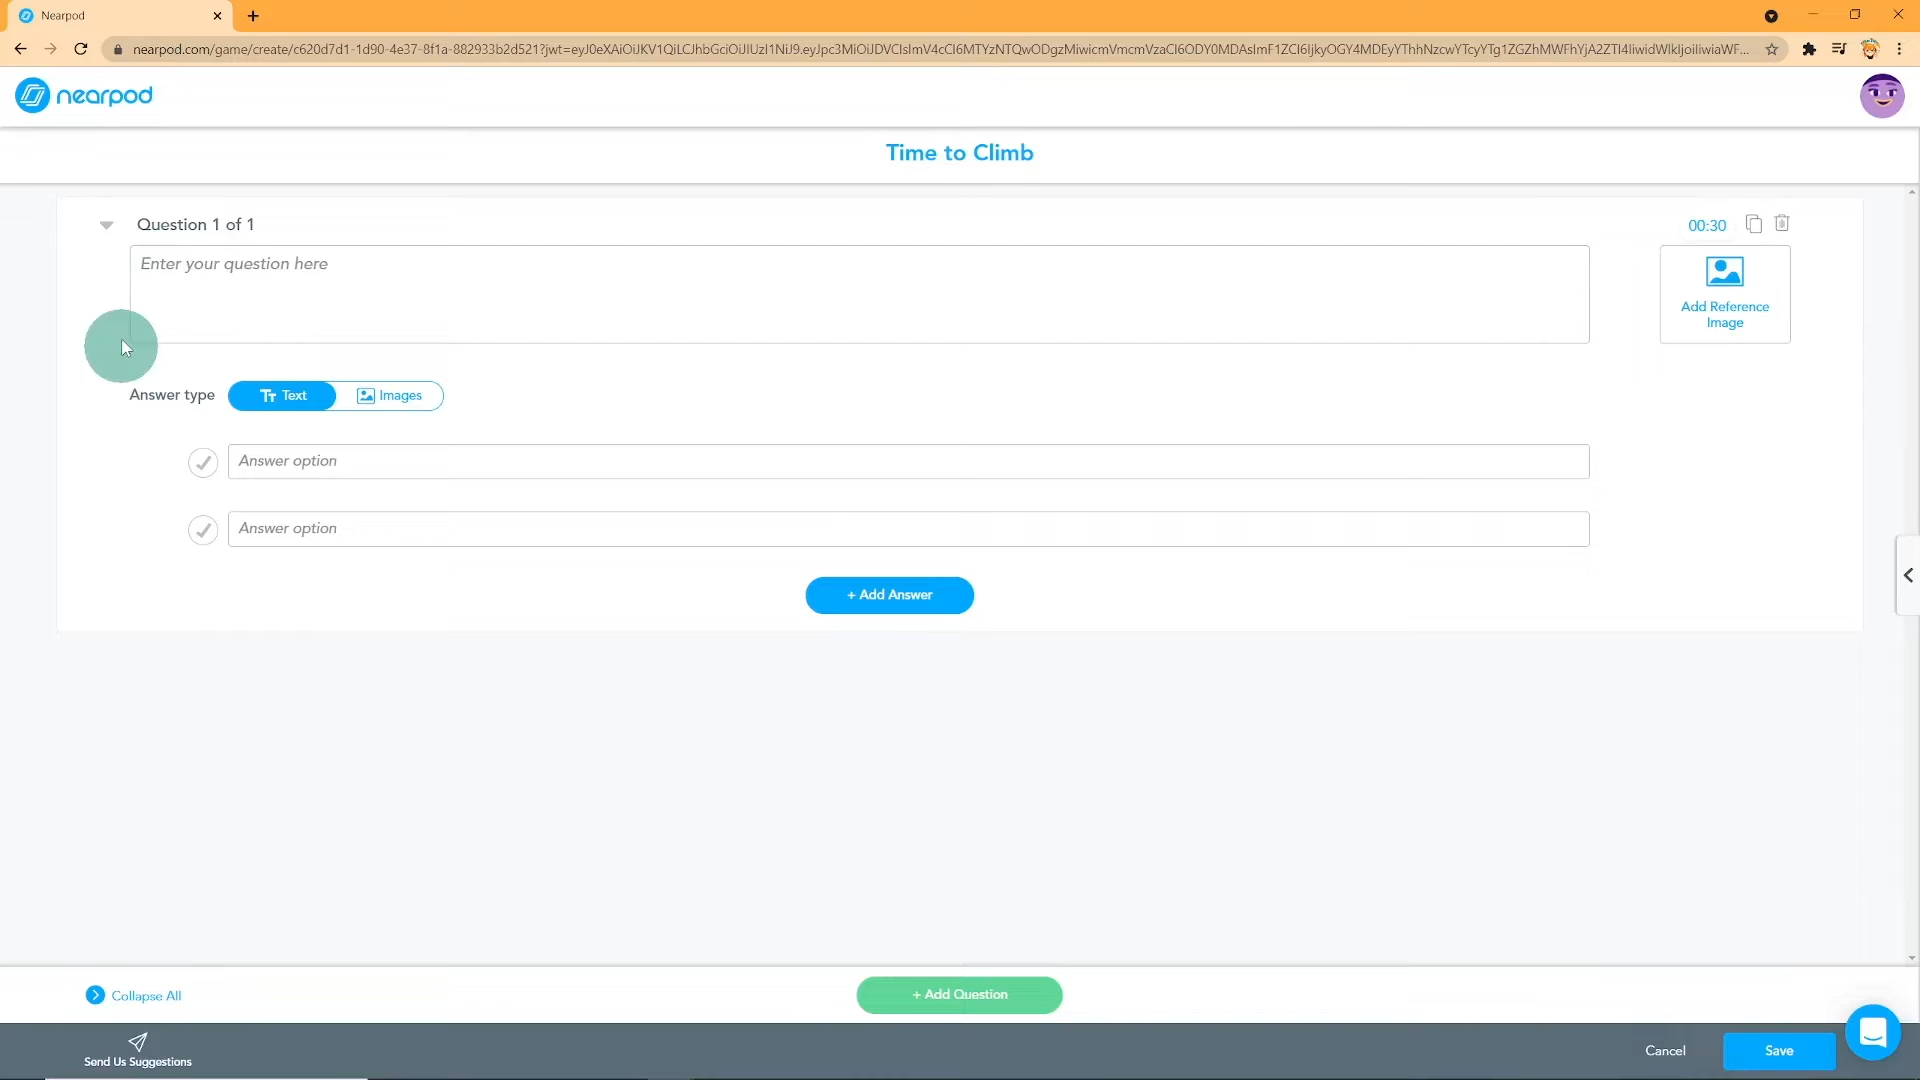 Nearpod
nearpod.com/game/create/c620d7d1-1d90-4e37-8f1a-882933b2d521?jwt=
nearpod
Time to Climb
Question 1 of 1
00:30
Enter your question here
Add Reference
Image
Answer type
Text
Images
Answer option
Answer option
+ Add Answer
Collapse All
+ Add Question
Send Us Suggestions
Cancel
Save